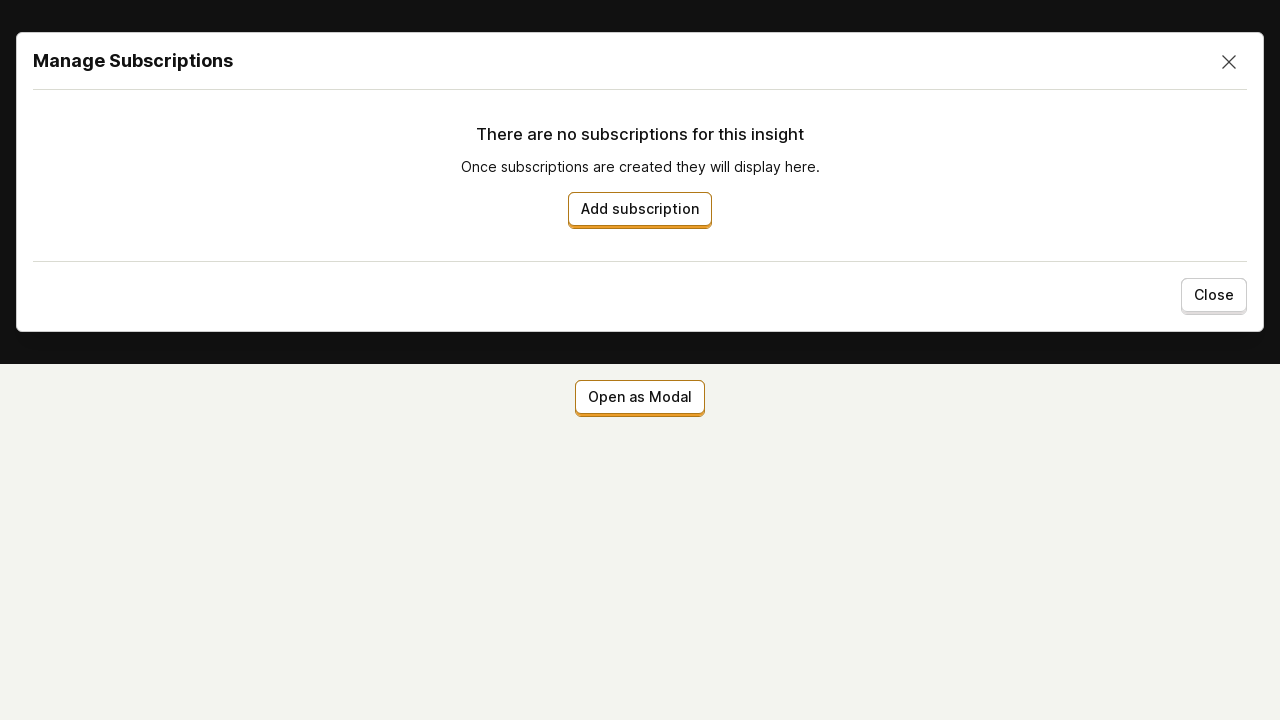 Manage Subscriptions
There are no subscriptions for this insight
Once subscriptions are created they will display here.
Add subscription
Close
Open as Modal